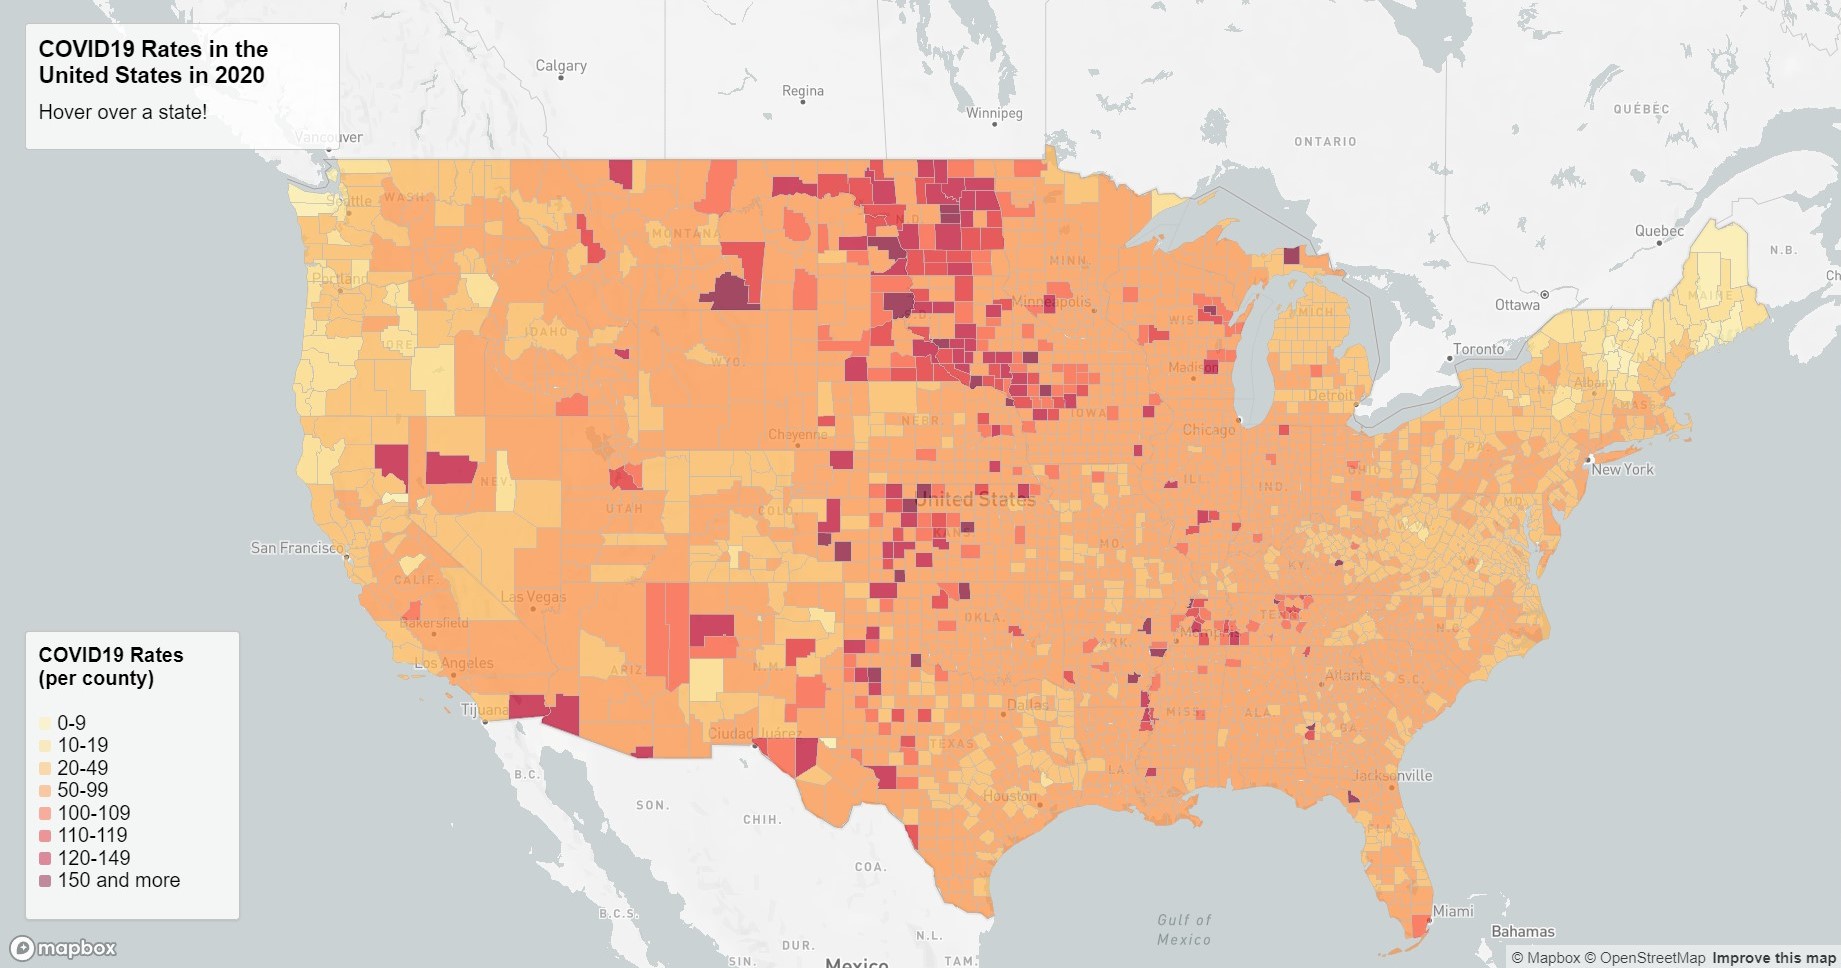 COVID19 Rates in the
United States in 2020
Hover over a state!
Calgary
Regina
Winnipeg
Vancouver
ONTARIO
QUÉBEC
Seattle
WASH.
MONTANA
N.D.
MINN.
Quebec
N.B.
Ch
Portland
Minneapolis
Ottawa
MAINE
IDAHO
S.D.
WIS
MICH.
ORE.
WYO.
Madison
Toronto
Albany
N.
Detroit
MASS
Cheyenne
NEBR.
IOWA
Chicago
PA.
New York
NEV.
UTAH
COLO.
United States
ILL.
IND.
OHIO
MD.
San Francisco
KANS.
MO.
KY.
CALIF.
Las Vegas
Bakersfield
OKLA.
TENN.
N.C.
Los Angeles
ARIZ.
N.M.
ARK.
Memphis
Atlanta
S.C.
Tijuana
Dallas
MISS.
ALA.
GA.
Ciudad Juárez
TEXAS
LA.
Jacksonville
B.C.
SON.
CHIH.
Houston
FLA.
COA.
B.C.S.
Gulf of
Mexico
Miami
Bahamas
DUR.
N.L.
SIN.
Mexico
TAM.
COVID19 Rates
(per county)
0-9
10-19
20-49
50-99
100-109
110-119
120-149
150 and more
mapbox
© Mapbox © OpenStreetMap Improve this map